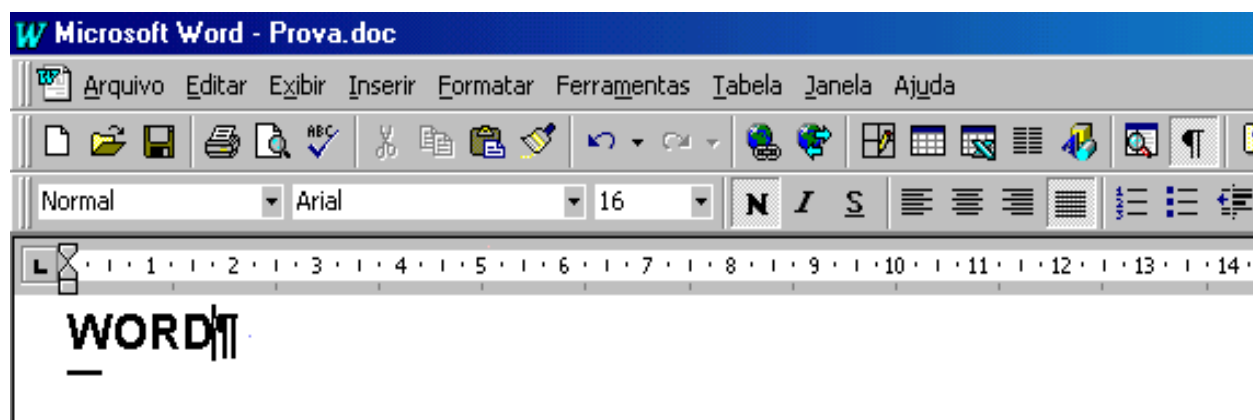 Microsoft Word - Prova.doc
Arquivo Editar Exibir Inserir Formatar Ferramentas Tabela Janela Ajuda
ABC
¶
Normal Arial 16 N I S
L 1 2 3 4 5 6 7 8 9 10 11 12 13 14
WORD¶